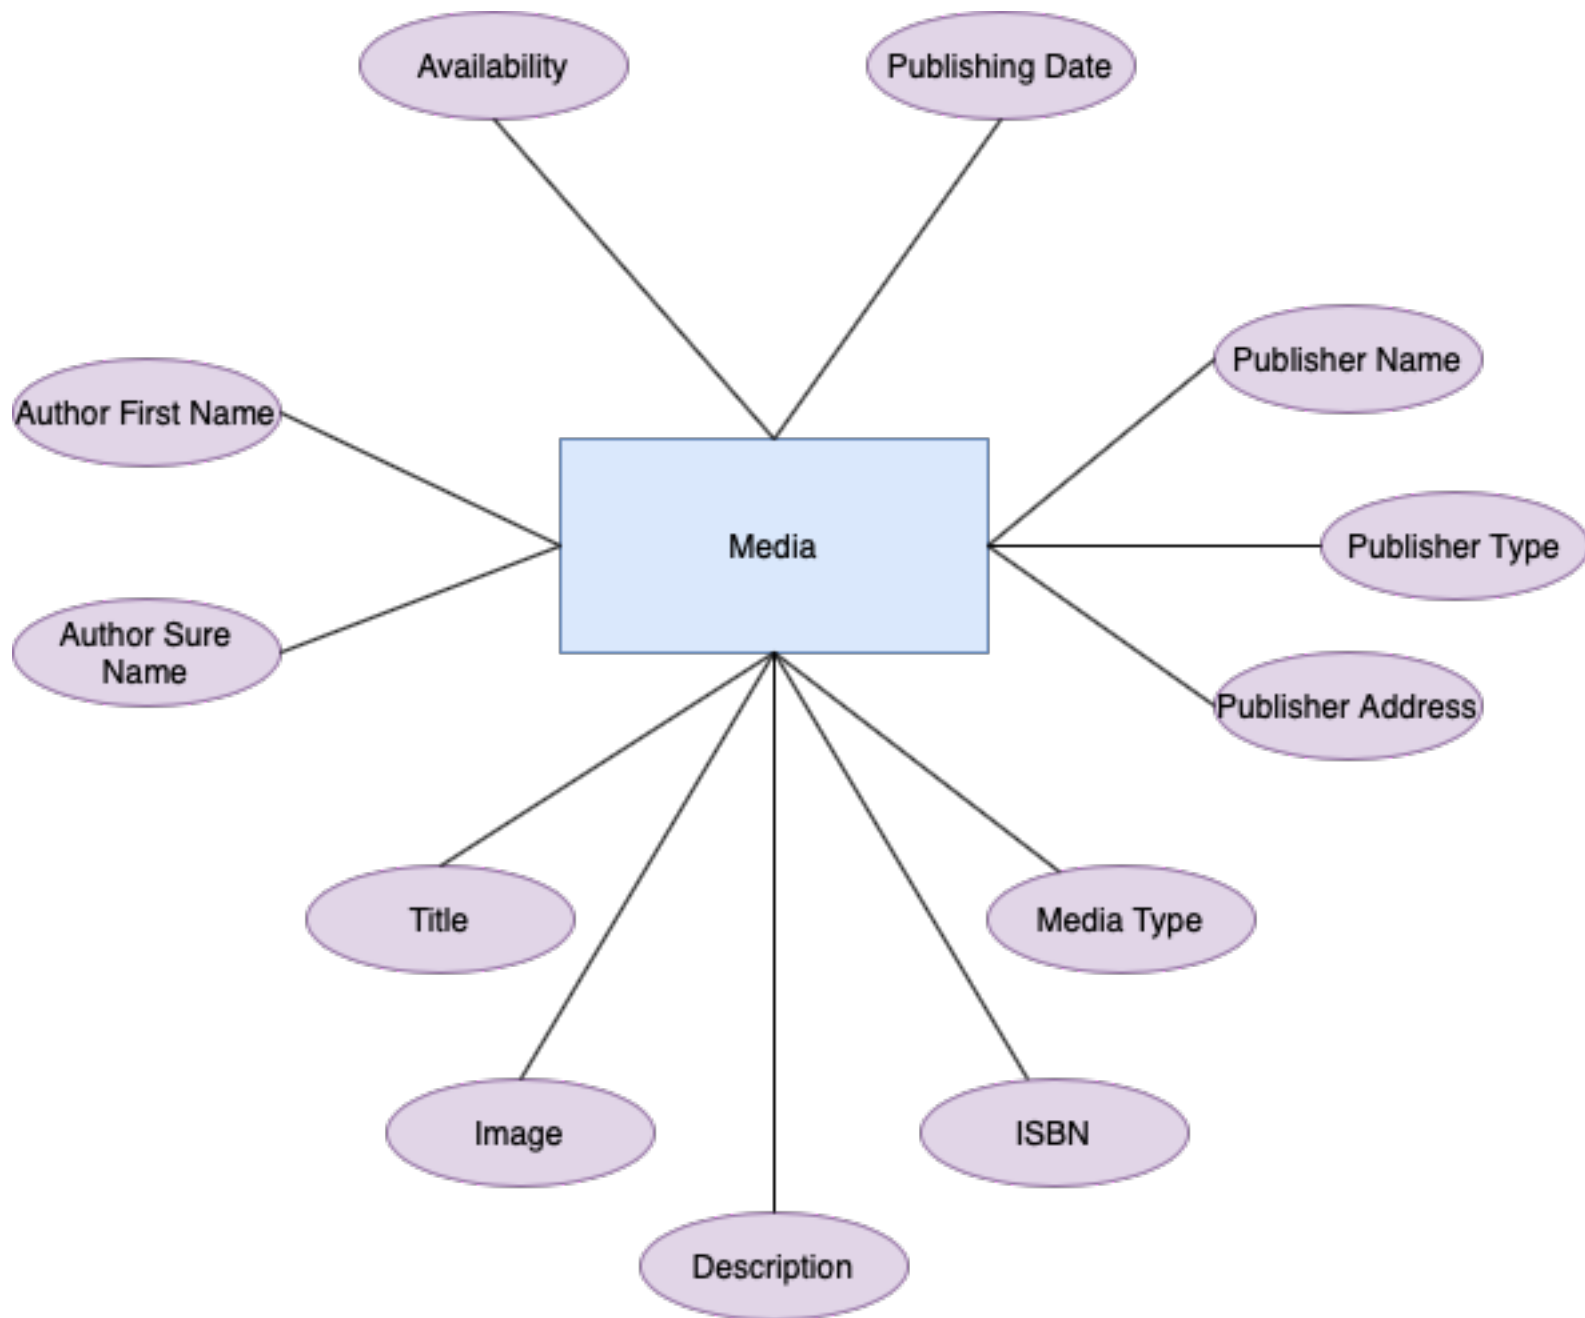 Availability
Publishing Date
Publisher Name
Author First Name
Media
Publisher Type
Author Sure
Name
Publisher Address
Title
Media Type
Image
ISBN
Description